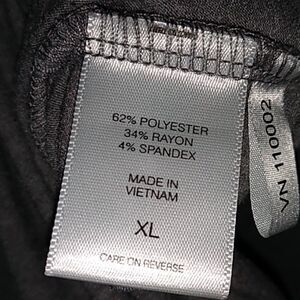 62% POLYESTER
34% RAYON
4% SPANDEX
MADE IN
VIETNAM
XL
CARE ON REVERSE
VN 110002